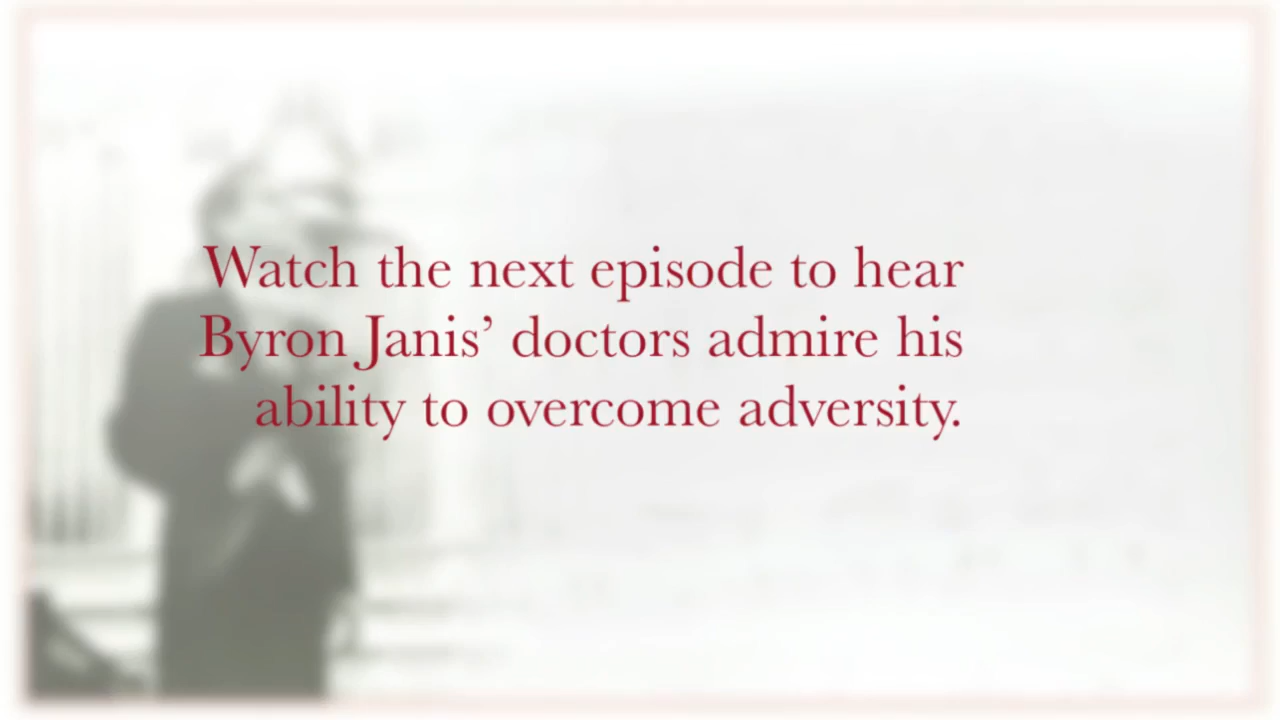 Watch the next episode to hear
Byron Janis’ doctors admire his
ability to overcome adversity.